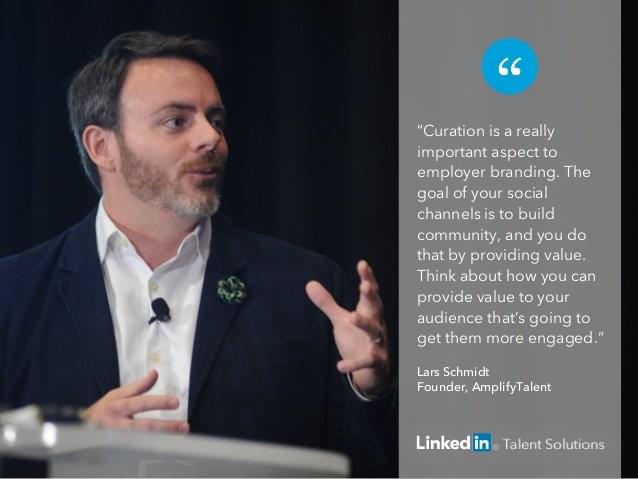 “
“Curation is a really
important aspect to
employer branding. The
goal of your social
channels is to build
community, and you do
that by providing value.
Think about how you can
provide value to your
audience that’s going to
get them more engaged.”
Lars Schmidt
Founder, AmplifyTalent
Linkedin® Talent Solutions